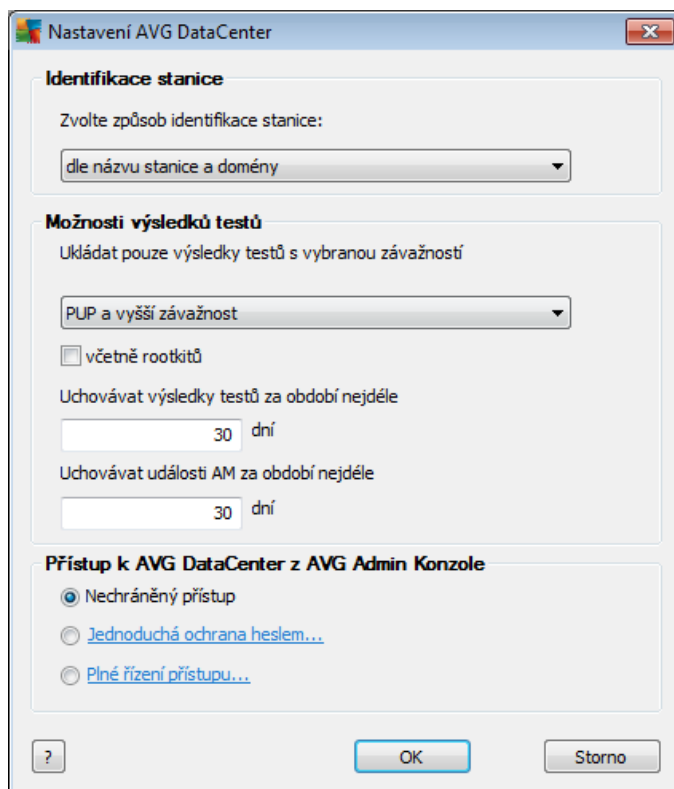 Nastavení AVG DataCenter
Identifikace stanice
Zvolte způsob identifikace stanice:
dle názvu stanice a domény
Možnosti výsledků testů
Ukládat pouze výsledky testů s vybranou závažností
PUP a vyšší závažnost
včetně rootkitů
Uchovávat výsledky testů za období nejdéle
30 dní
Uchovávat události AM za období nejdéle
30 dní
Přístup k AVG DataCenter z AVG Admin Konzole
Nechráněný přístup
Jednoduchá ochrana heslem...
Plné řízení přístupu...
? OK Storno